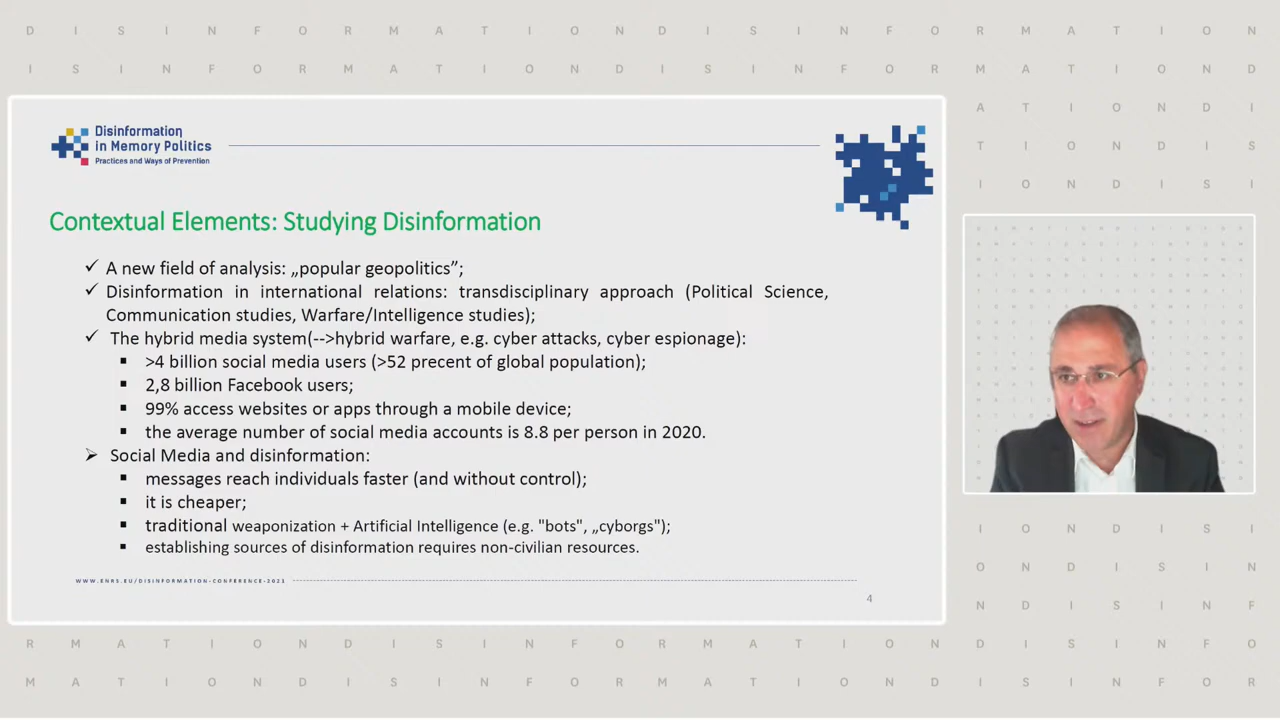 D I S I N F O R M A T I O N D I S I N F O R M A T I O N
I S I N F O R M A T I O N D I S I N F O R M A T I O N D
A T I O N D I
T I O N D I S
I O N D I S I
Disinformation
in Memory Politics
Practices and Ways of Prevention
Contextual Elements: Studying Disinformation
✓ A new field of analysis: „popular geopolitics”;
✓ Disinformation in international relations: transdisciplinary approach (Political Science,
Communication studies, Warfare/Intelligence studies);
✓ The hybrid media system(-->hybrid warfare, e.g. cyber attacks, cyber espionage):
▪ >4 billion social media users (>52 precent of global population);
▪ 2,8 billion Facebook users;
▪ 99% access websites or apps through a mobile device;
▪ the average number of social media accounts is 8.8 per person in 2020.
➢ Social Media and disinformation:
▪ messages reach individuals faster (and without control);
▪ it is cheaper;
▪ traditional weaponization + Artificial Intelligence (e.g. "bots", „cyborgs");
▪ establishing sources of disinformation requires non-civilian resources.
WWW.ENRS.EU/DISINFORMATION-CONFERENCE-2021
4
I O N D I S I
O N D I S I N
N D I S I N F
R M A T I O N D I S I N F O R M A T I O N D I S I N F O
M A T I O N D I S I N F O R M A T I O N D I S I N F O R